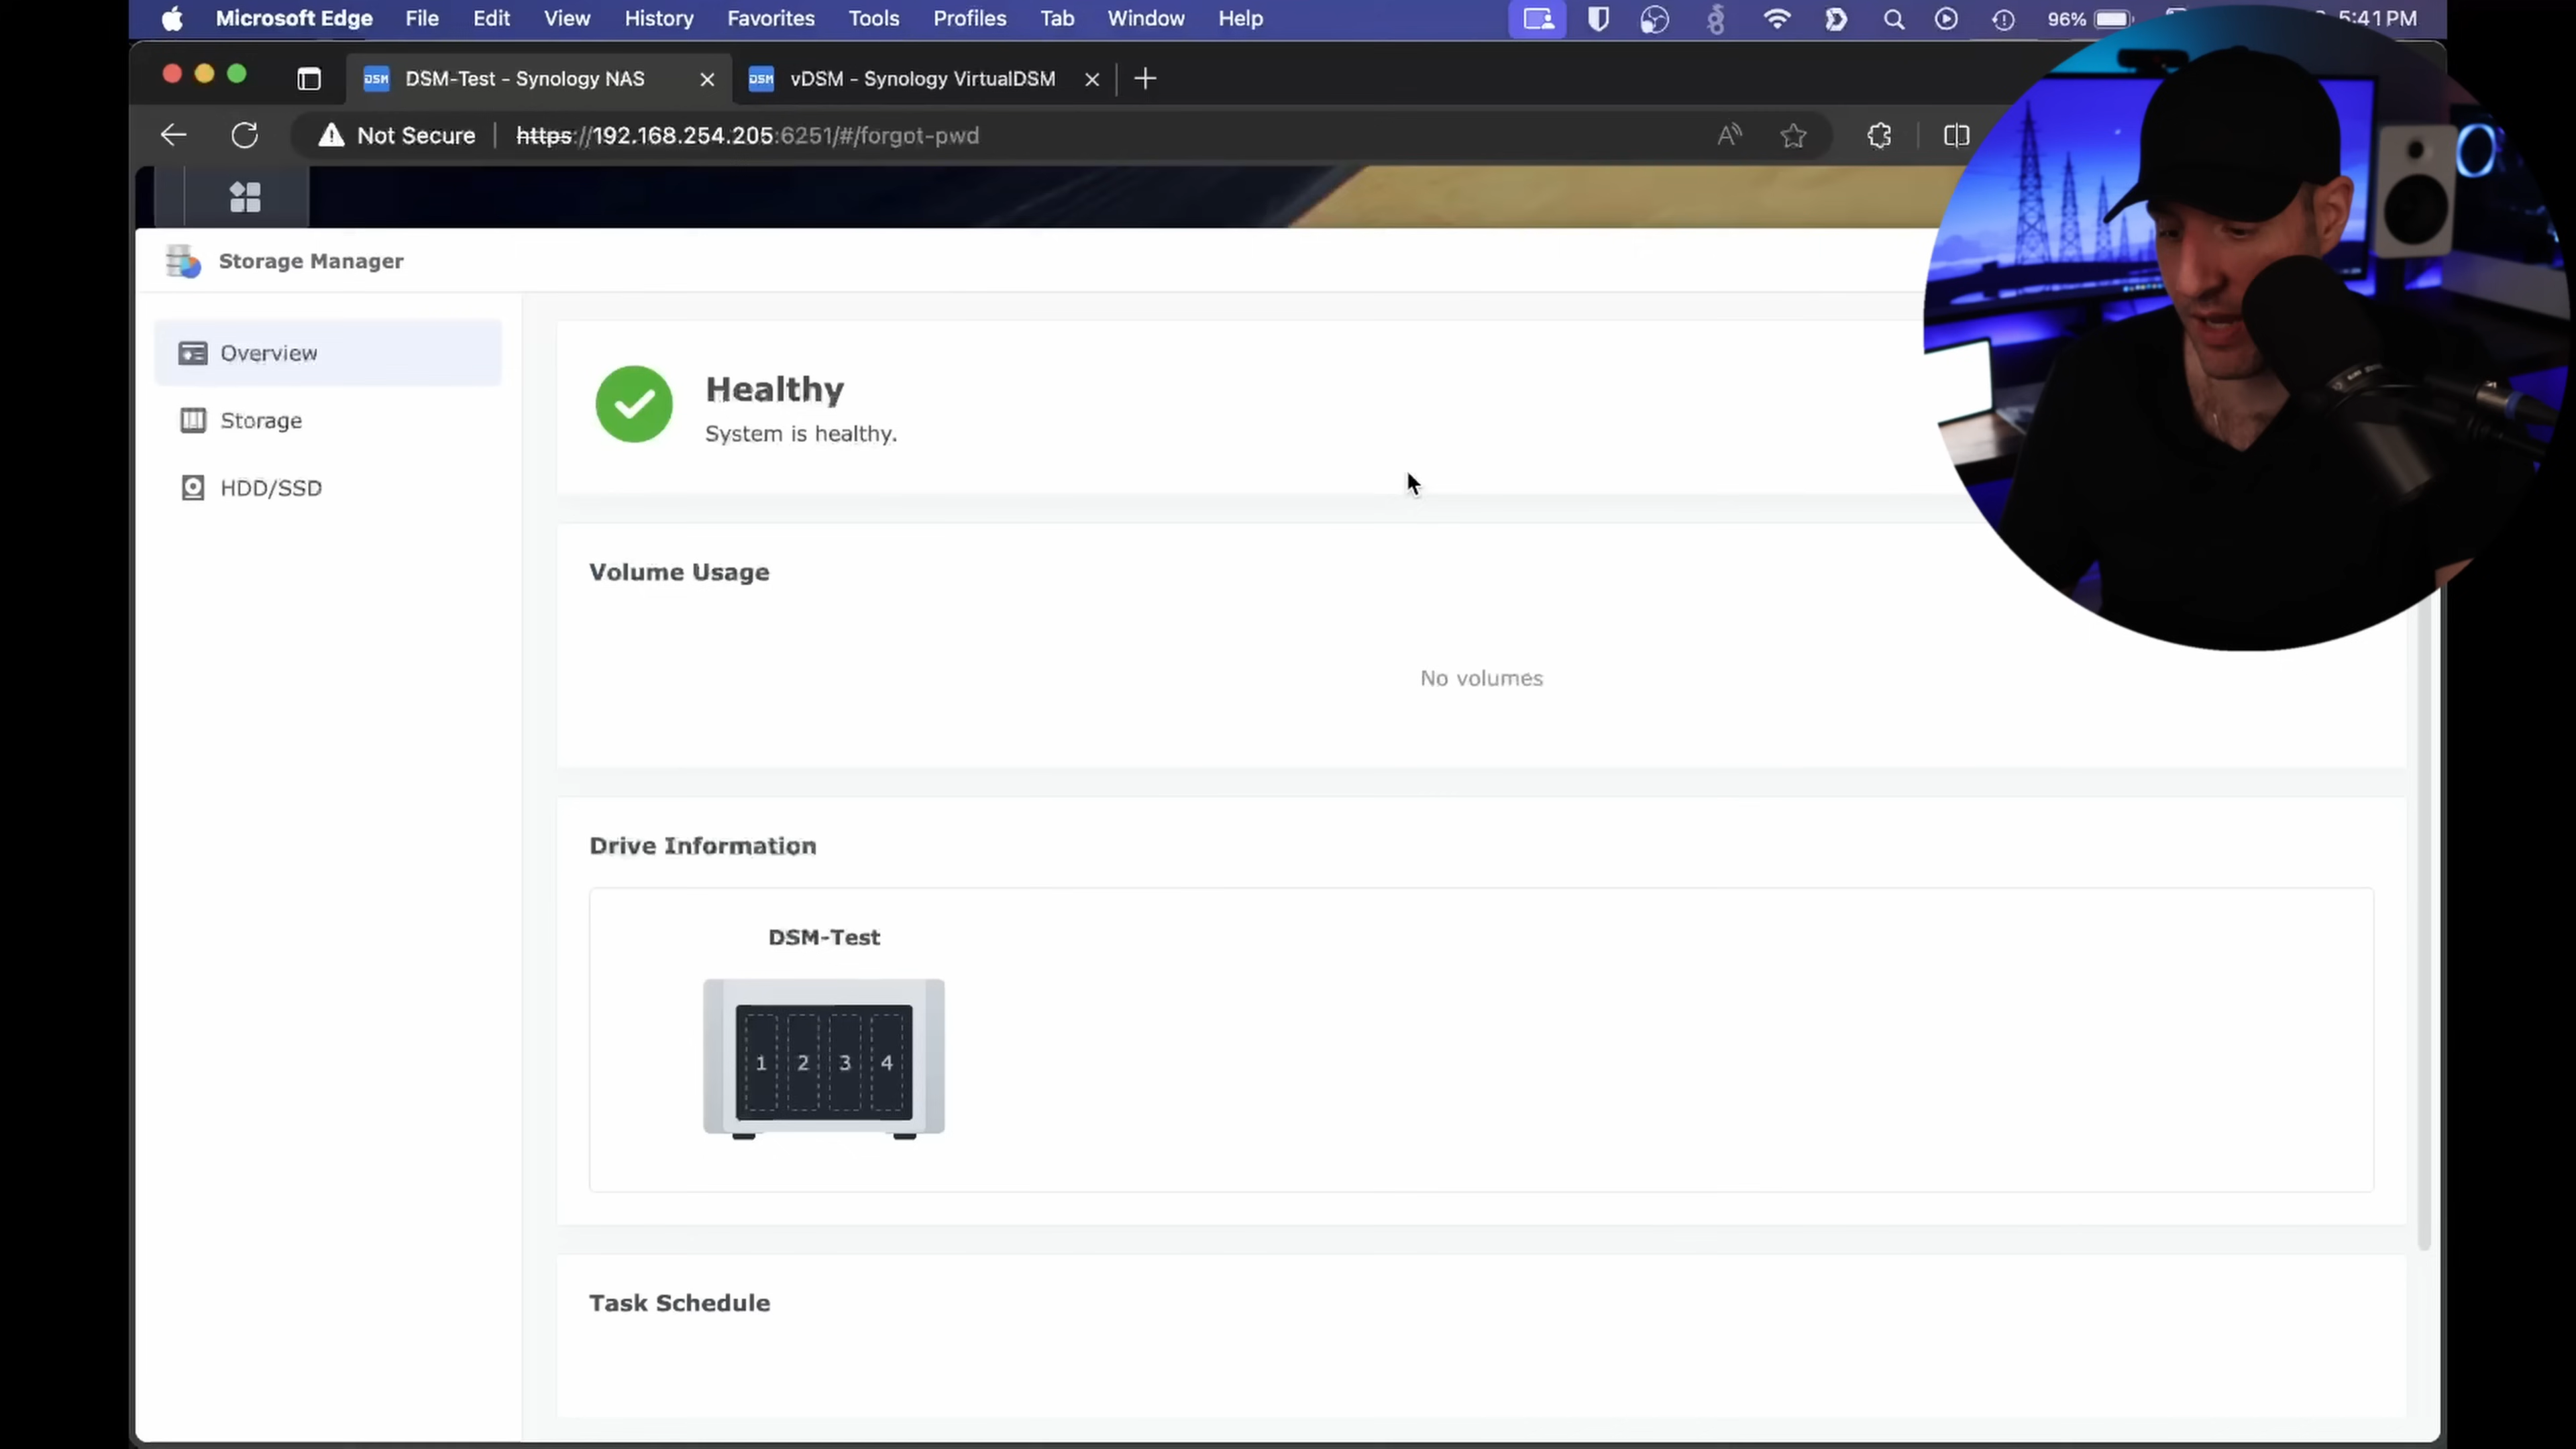 Microsoft Edge File Edit View History Favorites Tools Profiles Tab Window Help 96% 5:41 PM
DSM DSM-Test - Synology NAS DSM vDSM - Synology VirtualDSM
Not Secure https://192.168.254.205:6251/#/forgot-pwd
Storage Manager
Overview
Storage
HDD/SSD
Healthy
System is healthy.
Volume Usage
No volumes
Drive Information
DSM-Test
1 2 3 4
Task Schedule